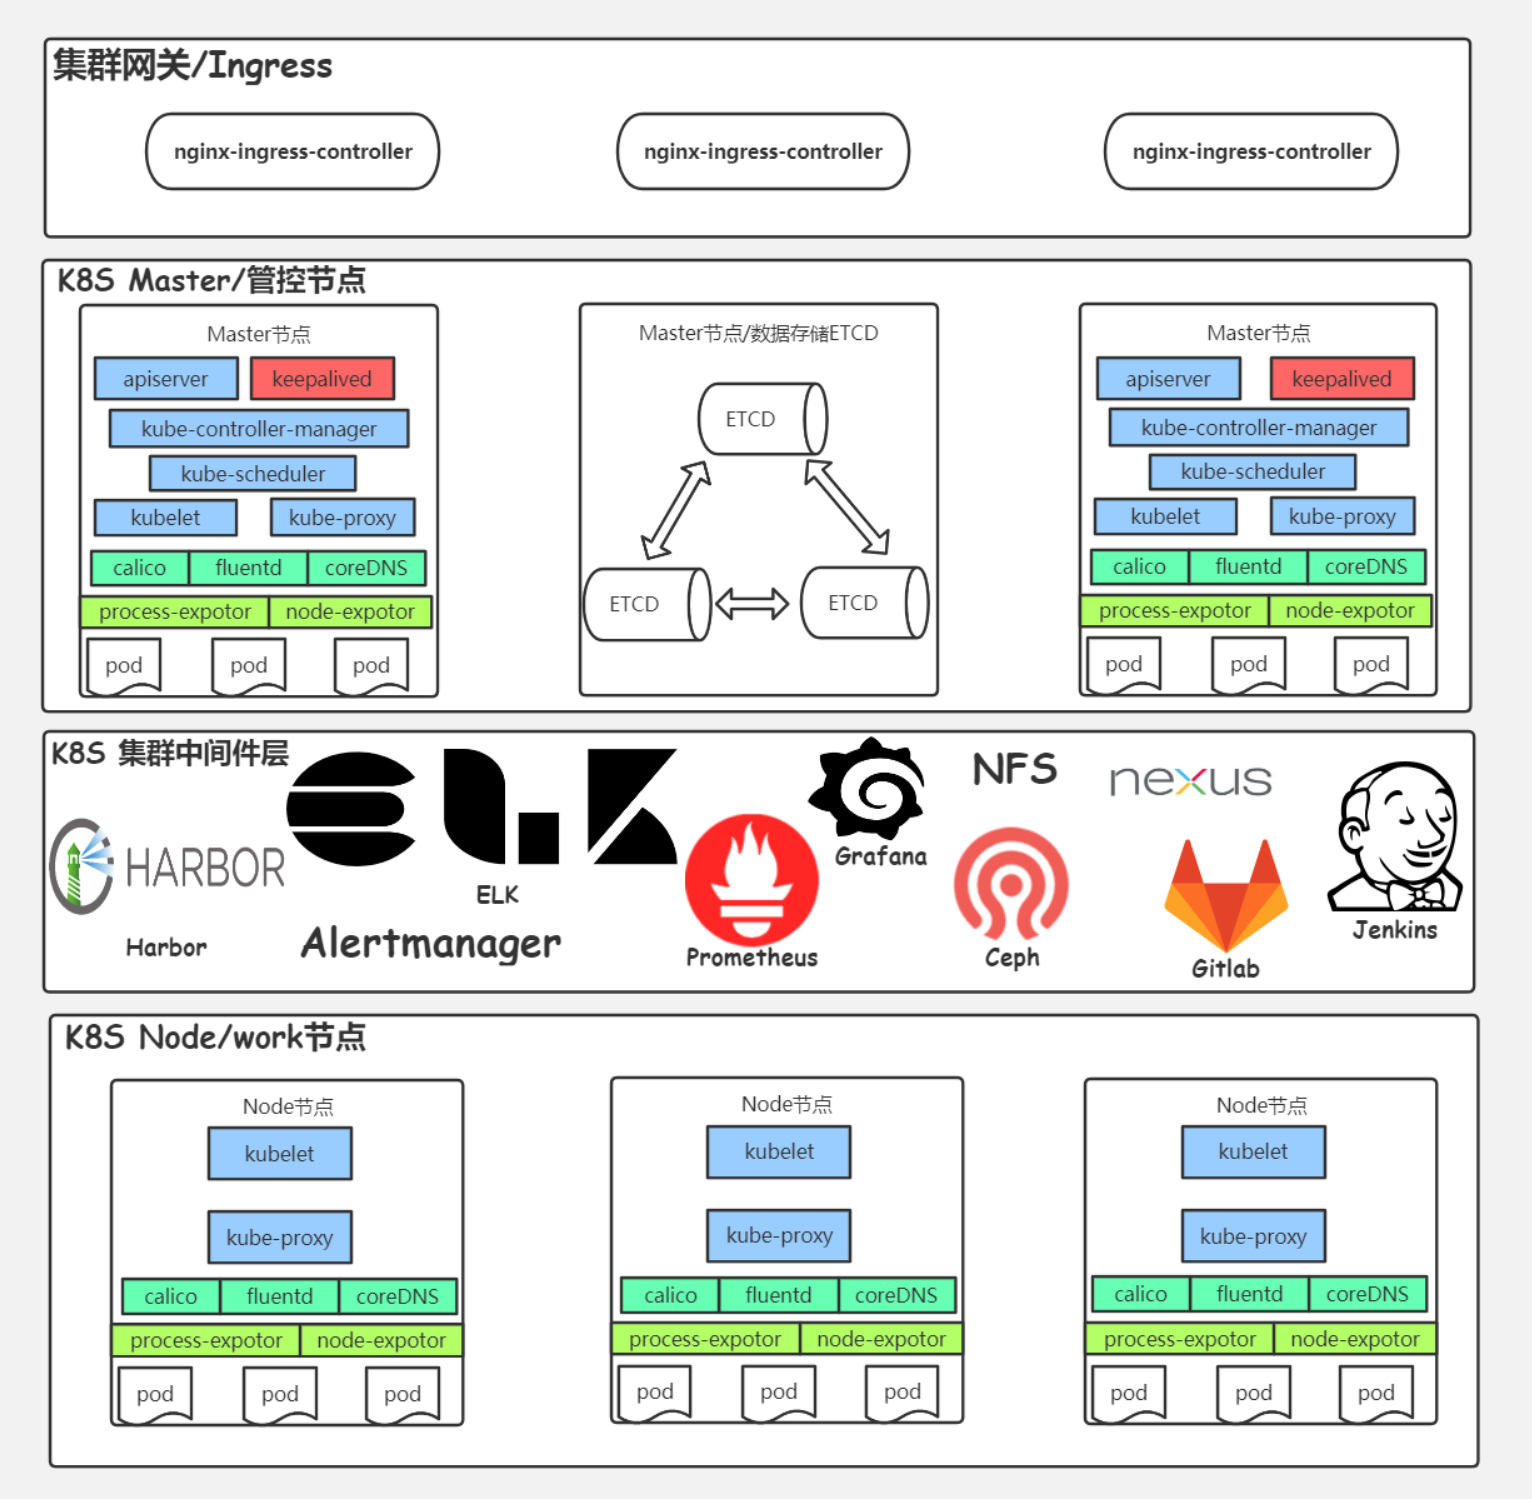 集群网关/Ingress
nginx-ingress-controller
nginx-ingress-controller
nginx-ingress-controller
K8S Master/管控节点
Master节点
apiserver
keepalived
kube-controller-manager
kube-scheduler
kubelet
kube-proxy
calico
fluentd
coreDNS
process-expotor
node-expotor
pod
pod
pod
Master节点/数据存储ETCD
ETCD
ETCD
ETCD
Master节点
apiserver
keepalived
kube-controller-manager
kube-scheduler
kubelet
kube-proxy
calico
fluentd
coreDNS
process-expotor
node-expotor
pod
pod
pod
K8S 集群中间件层
HARBOR
Harbor
ELK
ELK
Alertmanager
Prometheus
Grafana
NFS
Ceph
nexus
Gitlab
Jenkins
K8S Node/work节点
Node节点
kubelet
kube-proxy
calico
fluentd
coreDNS
process-expotor
node-expotor
pod
pod
pod
Node节点
kubelet
kube-proxy
calico
fluentd
coreDNS
process-expotor
node-expotor
pod
pod
pod
Node节点
kubelet
kube-proxy
calico
fluentd
coreDNS
process-expotor
node-expotor
pod
pod
pod